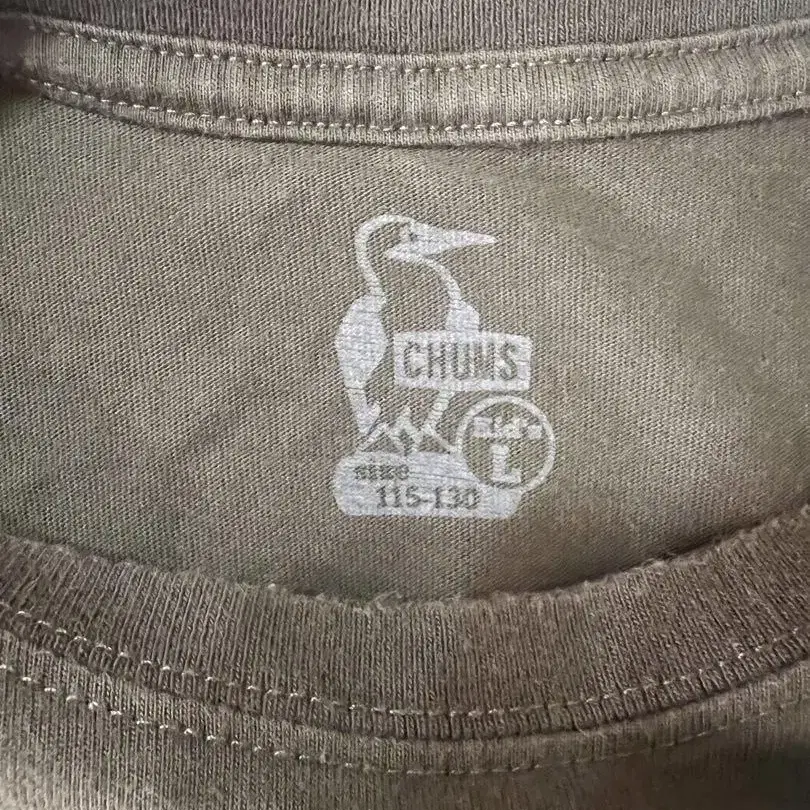 CHUMS
Kid's
L
size
115-130